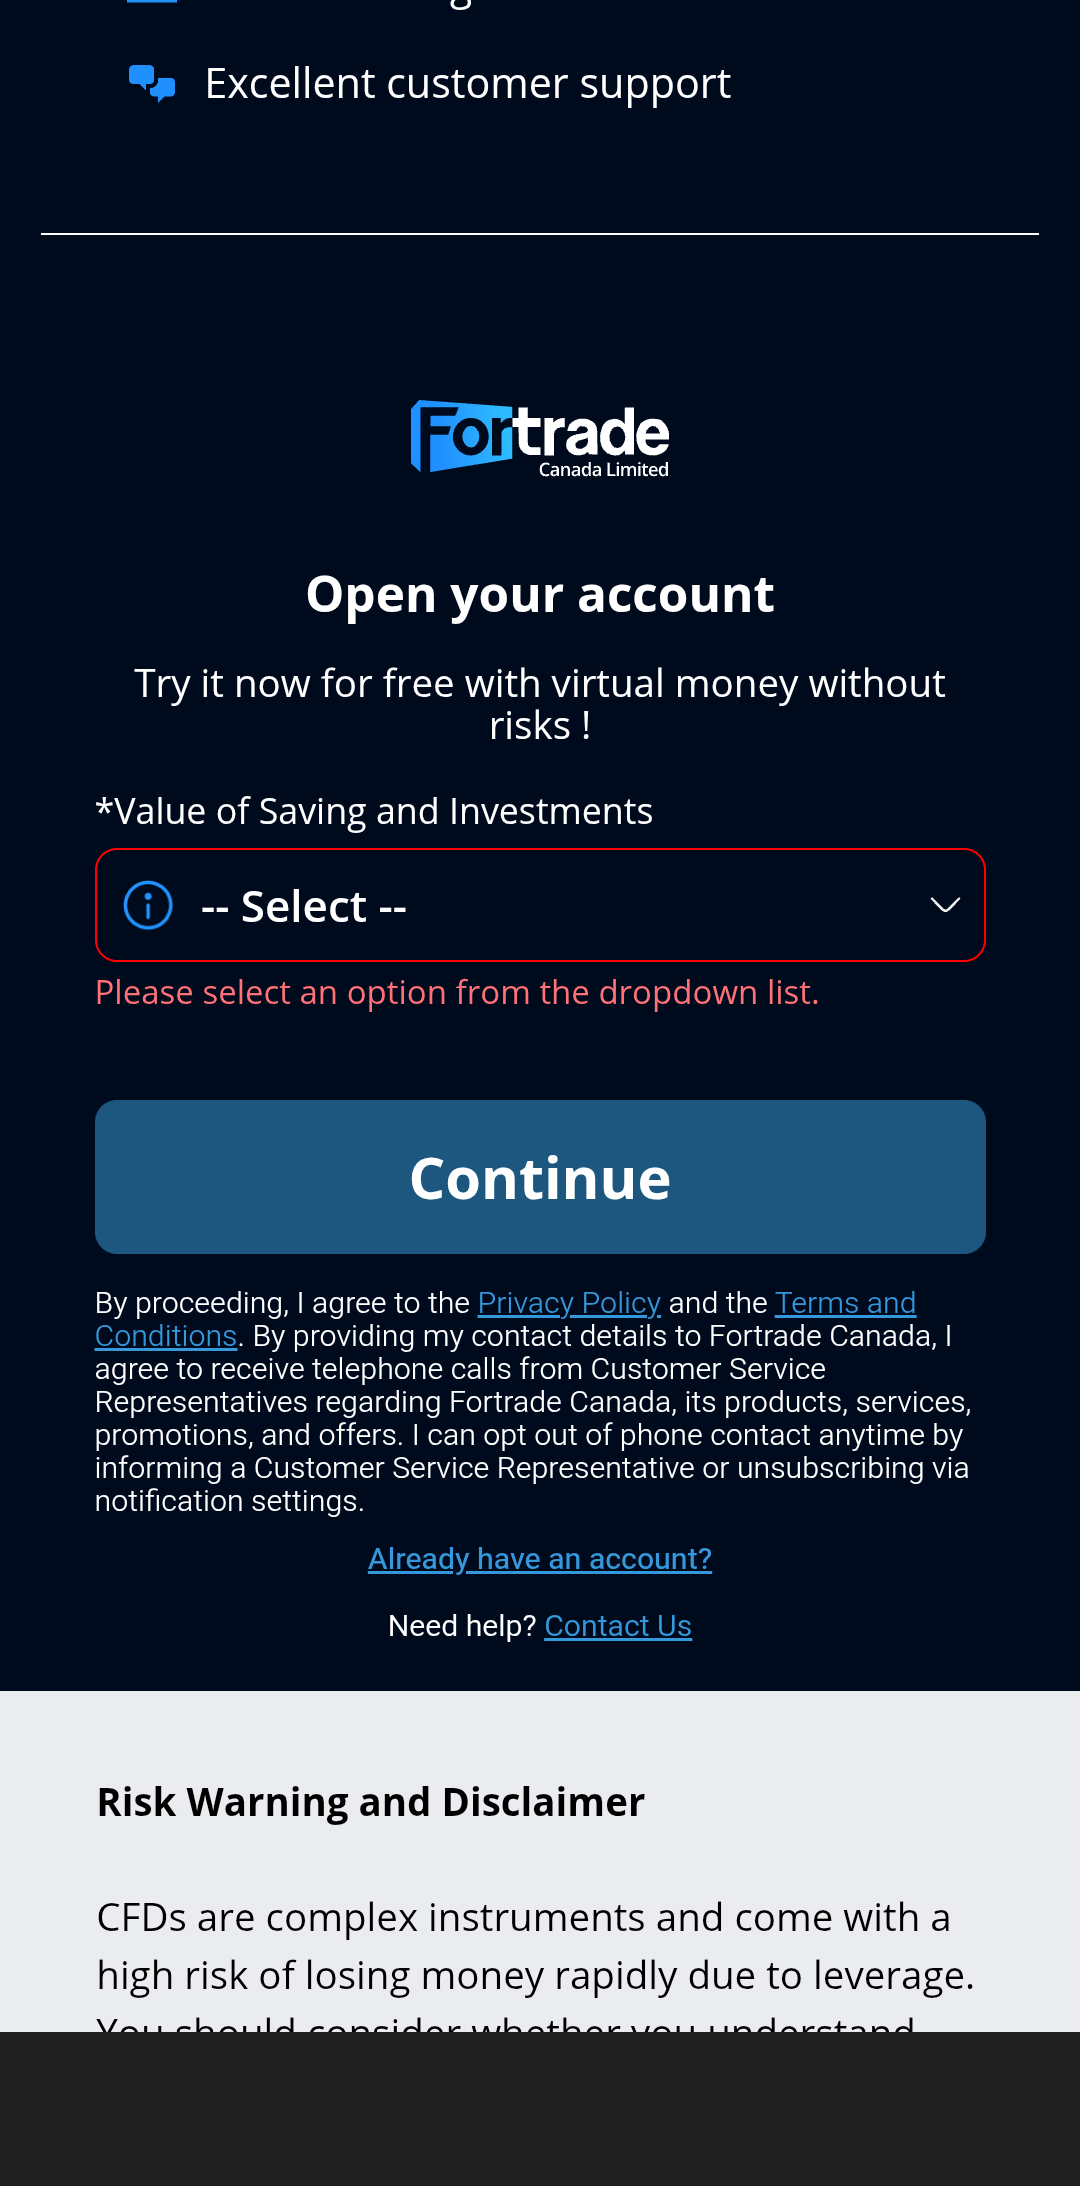 Excellent customer support
Fortrade
Canada Limited
Open your account
Try it now for free with virtual money without
risks !
*Value of Saving and Investments
-- Select --
Please select an option from the dropdown list.
Continue
By proceeding, I agree to the Privacy Policy and the Terms and
Conditions. By providing my contact details to Fortrade Canada, I
agree to receive telephone calls from Customer Service
Representatives regarding Fortrade Canada, its products, services,
promotions, and offers. I can opt out of phone contact anytime by
informing a Customer Service Representative or unsubscribing via
notification settings.
Already have an account?
Need help? Contact Us
Risk Warning and Disclaimer
CFDs are complex instruments and come with a
high risk of losing money rapidly due to leverage.
You should consider whether you understand